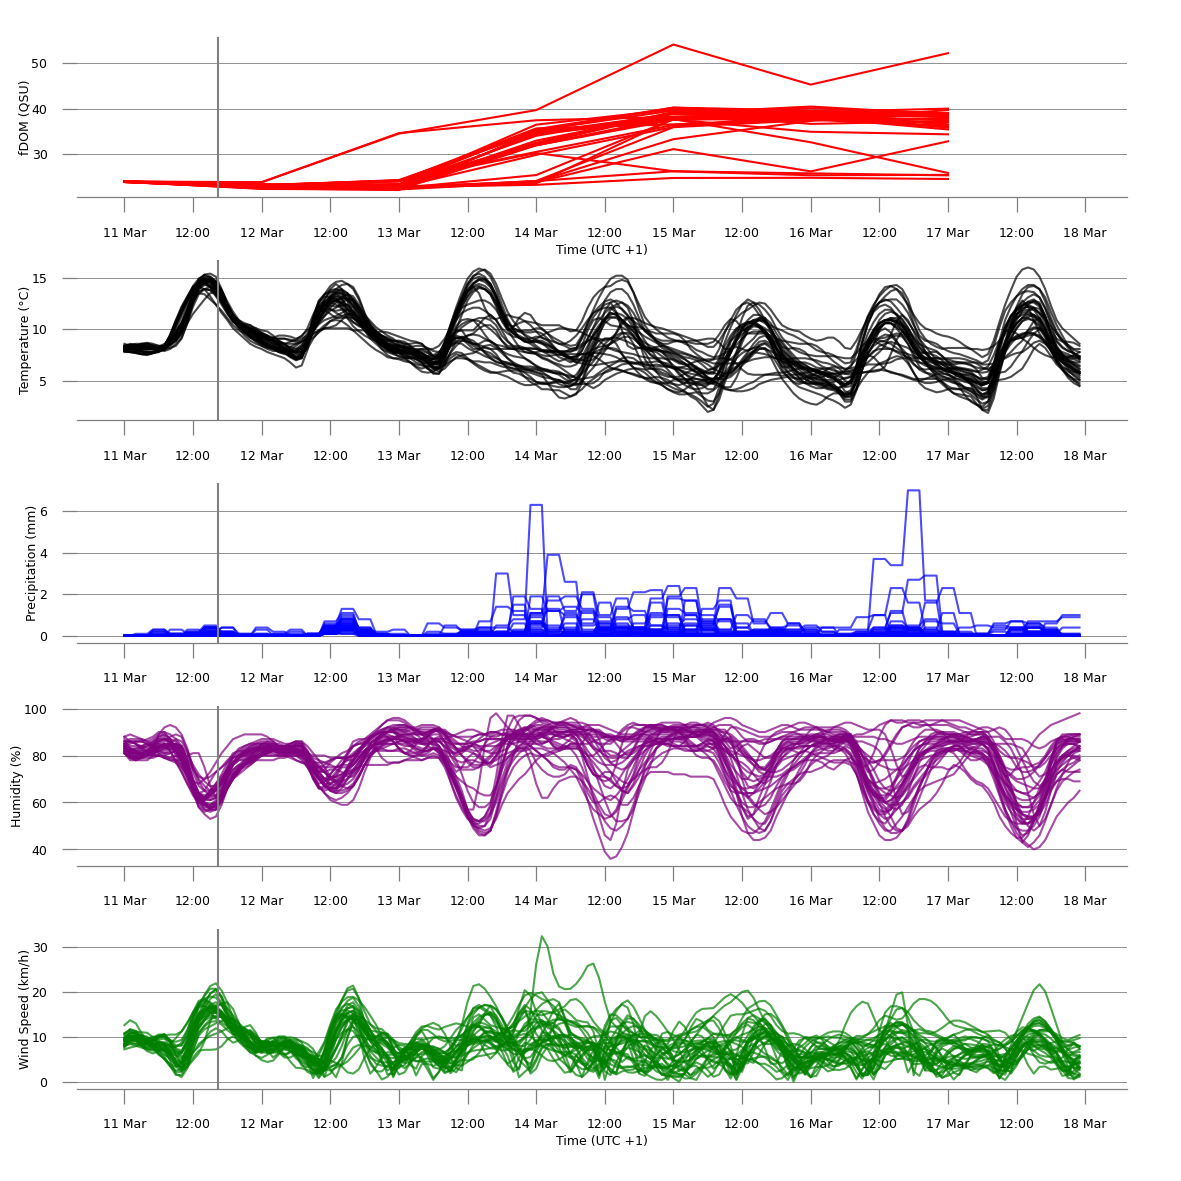 fDOM (QSU)
50
40
30
11 Mar 12:00 12 Mar 12:00 13 Mar 12:00 14 Mar 12:00 15 Mar 12:00 16 Mar 12:00 17 Mar 12:00 18 Mar
Time (UTC +1)
Temperature (°C)
15
10
5
11 Mar 12:00 12 Mar 12:00 13 Mar 12:00 14 Mar 12:00 15 Mar 12:00 16 Mar 12:00 17 Mar 12:00 18 Mar
Precipitation (mm)
6
4
2
0
11 Mar 12:00 12 Mar 12:00 13 Mar 12:00 14 Mar 12:00 15 Mar 12:00 16 Mar 12:00 17 Mar 12:00 18 Mar
Humidity (%)
100
80
60
40
11 Mar 12:00 12 Mar 12:00 13 Mar 12:00 14 Mar 12:00 15 Mar 12:00 16 Mar 12:00 17 Mar 12:00 18 Mar
Wind Speed (km/h)
30
20
10
0
11 Mar 12:00 12 Mar 12:00 13 Mar 12:00 14 Mar 12:00 15 Mar 12:00 16 Mar 12:00 17 Mar 12:00 18 Mar
Time (UTC +1)